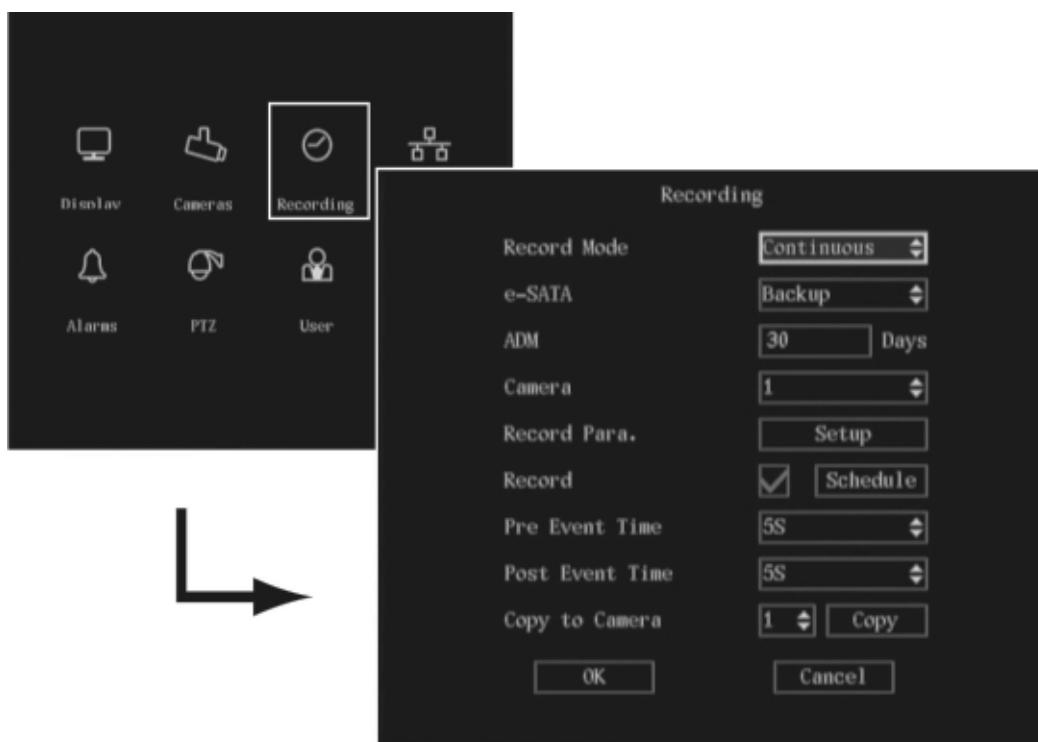 Display Cameras Recording
Alarms PTZ User
Recording
Record Mode Continuous
e-SATA Backup
ADM 30 Days
Camera 1
Record Para. Setup
Record Schedule
Pre Event Time 5S
Post Event Time 5S
Copy to Camera 1 Copy
OK Cancel